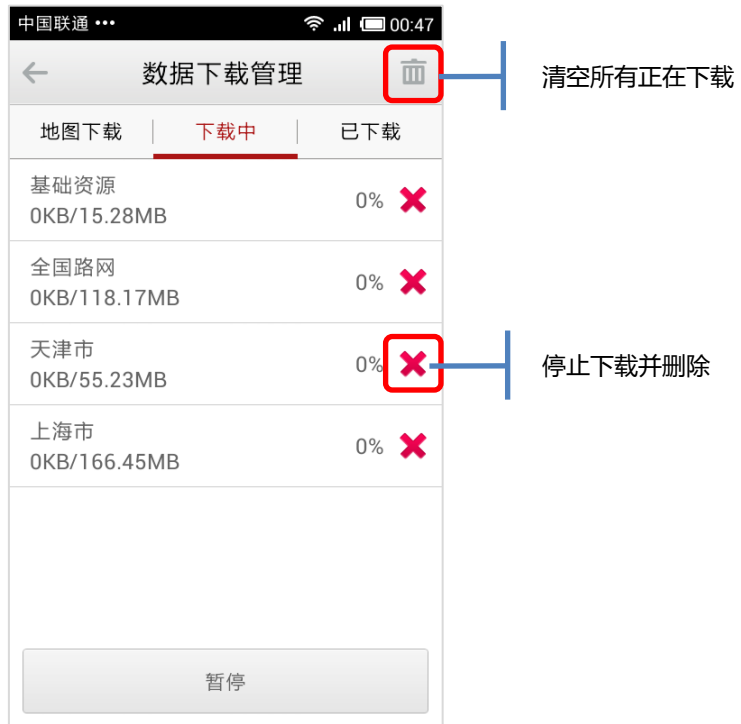 中国联通 ••• 00:47
数据下载管理
清空所有正在下载
地图下载 下载中 已下载
基础资源
0KB/15.28MB 0%
全国路网
0KB/118.17MB 0%
天津市
0KB/55.23MB 0%
停止下载并删除
上海市
0KB/166.45MB 0%
暂停